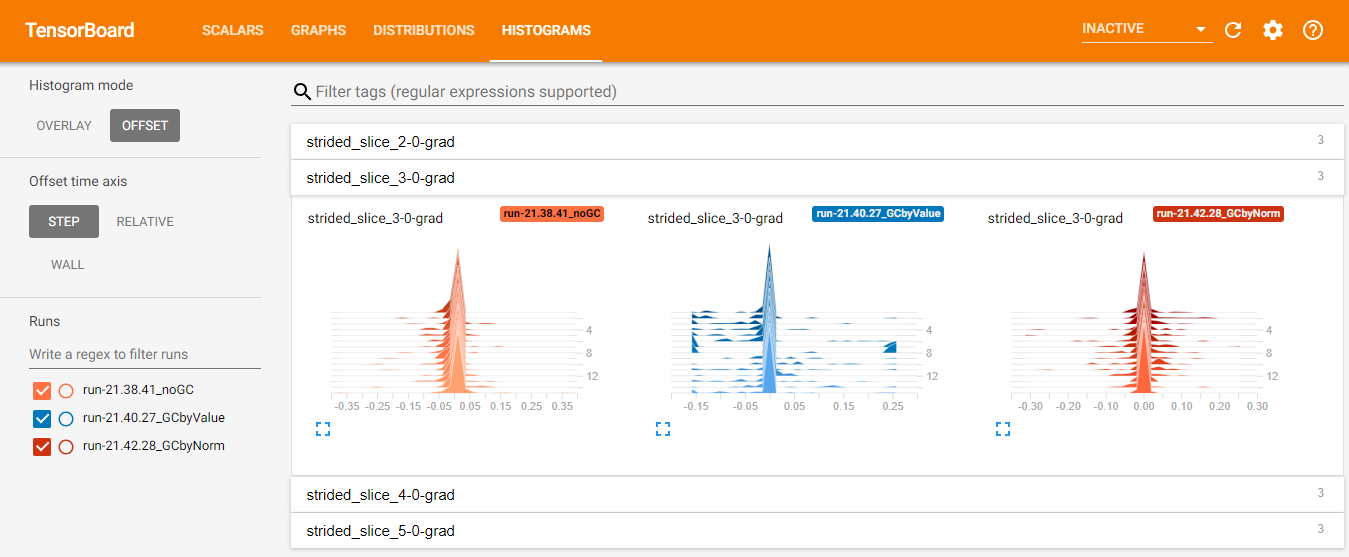 TensorBoard SCALARS GRAPHS DISTRIBUTIONS HISTOGRAMS INACTIVE
Histogram mode
OVERLAY OFFSET
Offset time axis
STEP RELATIVE
WALL
Runs
Write a regex to filter runs
run-21.38.41_noGC
run-21.40.27_GCbyValue
run-21.42.28_GCbyNorm
Filter tags (regular expressions supported)
strided_slice_2-0-grad 3
strided_slice_3-0-grad 3
strided_slice_3-0-grad run-21.38.41_noGC
4
8
12
-0.35 -0.25 -0.15 -0.05 0.05 0.15 0.25 0.35
strided_slice_3-0-grad run-21.40.27_GCbyValue
4
8
12
-0.15 -0.05 0.05 0.15 0.25
strided_slice_3-0-grad run-21.42.28_GCbyNorm
4
8
12
-0.30 -0.20 -0.10 0.00 0.10 0.20 0.30
strided_slice_4-0-grad 3
strided_slice_5-0-grad 3